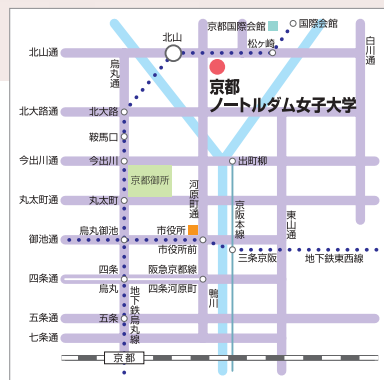 京都国際会館
国際会館
北山
松ヶ崎
北山通
白川通
烏丸通
京都
ノートルダム女子大学
北大路通
北大路
鞍馬口
今出川通
今出川
出町柳
京都御所
丸太町通
丸太町
河原町通
京阪本線
東山通
烏丸御池
市役所
御池通
市役所前
三条京阪
地下鉄東西線
四条
阪急京都線
四条通
烏丸
四条河原町
地下鉄烏丸線
鴨川
五条通
五条
七条通
京都